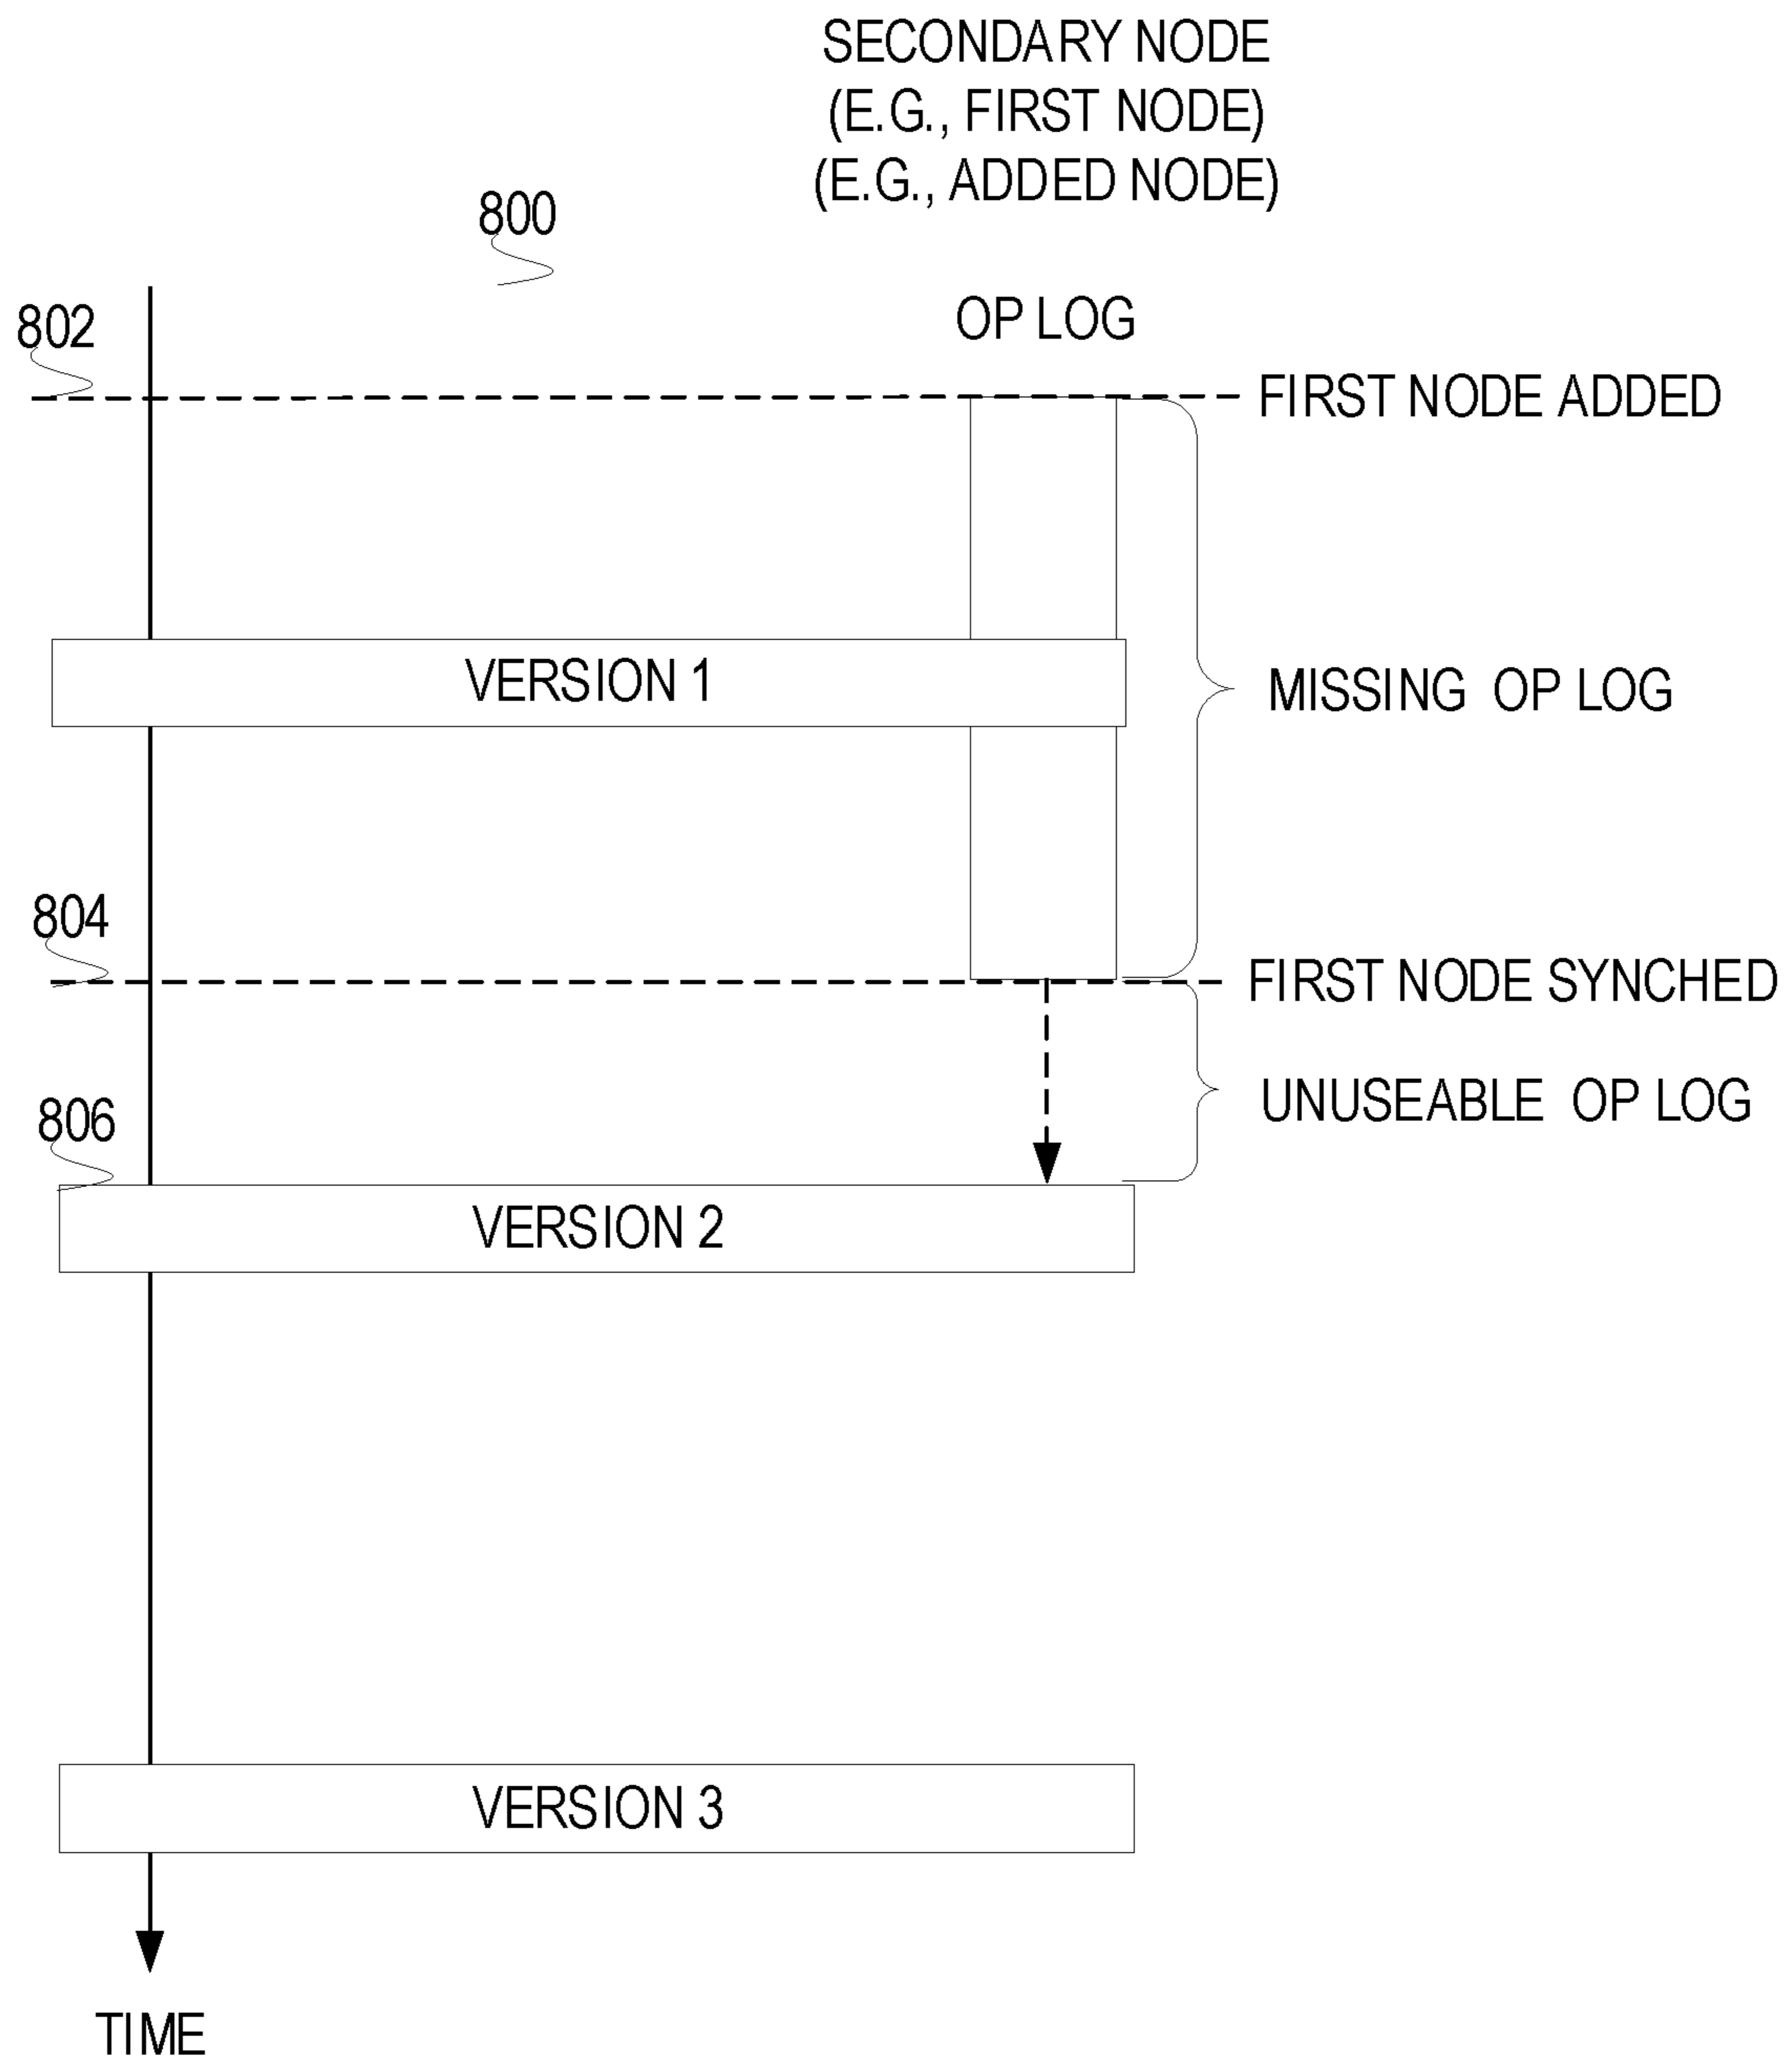 SECONDARY NODE
(E.G., FIRST NODE)
(E.G., ADDED NODE)
800
802
OP LOG
FIRST NODE ADDED
VERSION 1
MISSING OP LOG
804
FIRST NODE SYNCHED
806
UNUSEABLE OP LOG
VERSION 2
VERSION 3
TIME